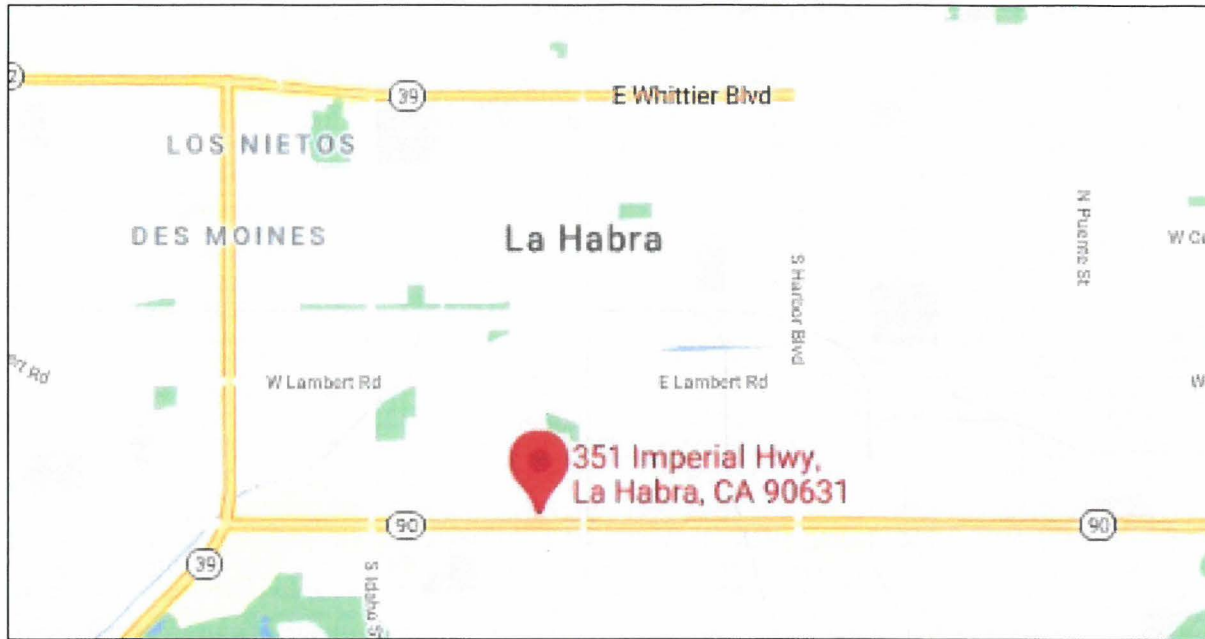 39
E Whittier Blvd
LOS NIETOS
DES MOINES
La Habra
N Puente St
S Harbor Blvd
W Lambert Rd
E Lambert Rd
351 Imperial Hwy,
La Habra, CA 90631
90
90
39
S Idaho S